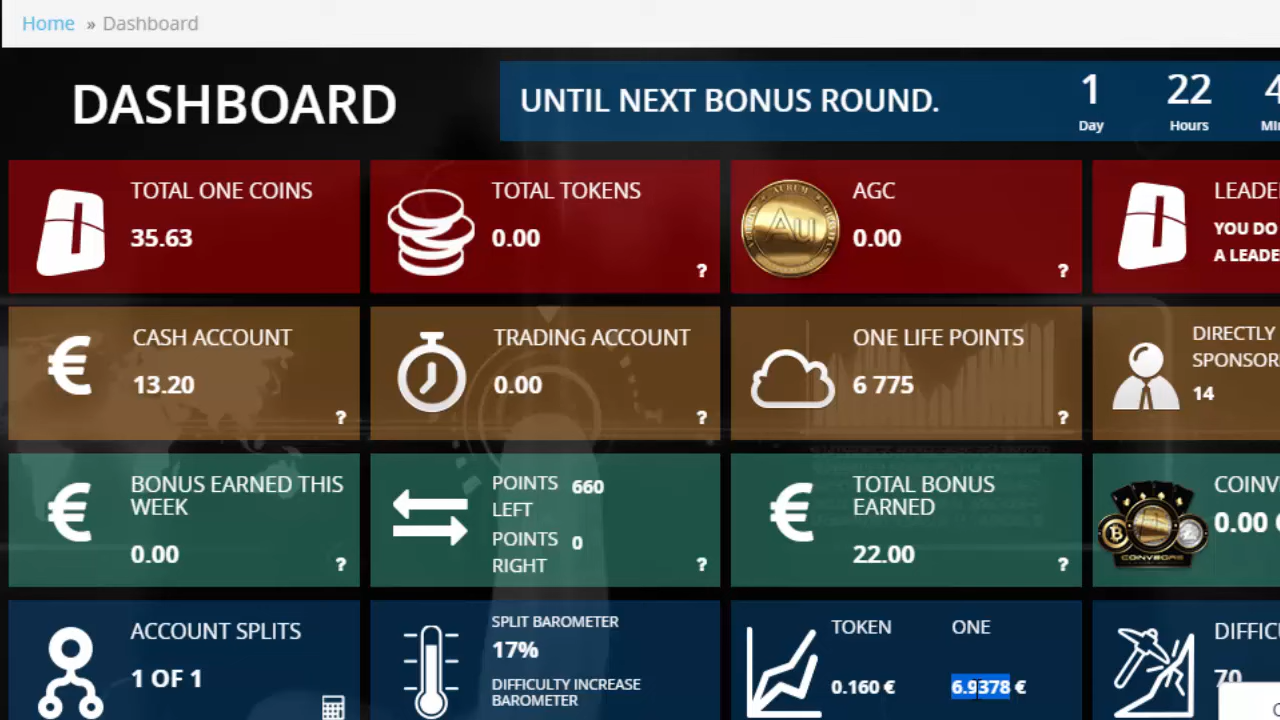 Home » Dashboard
DASHBOARD
UNTIL NEXT BONUS ROUND.
1
22
Day
Hours
TOTAL ONE COINS
35.63
TOTAL TOKENS
0.00
?
AGC
0.00
?
YOU DO
CASH ACCOUNT
13.20
?
TRADING ACCOUNT
0.00
?
ONE LIFE POINTS
6 775
?
DIRECTLY
14
BONUS EARNED THIS
WEEK
0.00
?
POINTS LEFT 660
POINTS RIGHT 0
?
TOTAL BONUS
EARNED
22.00
?
0.00
ACCOUNT SPLITS
1 OF 1
SPLIT BAROMETER
17%
DIFFICULTY INCREASE
BAROMETER
TOKEN ONE
0.160 € 6.9378 €
70